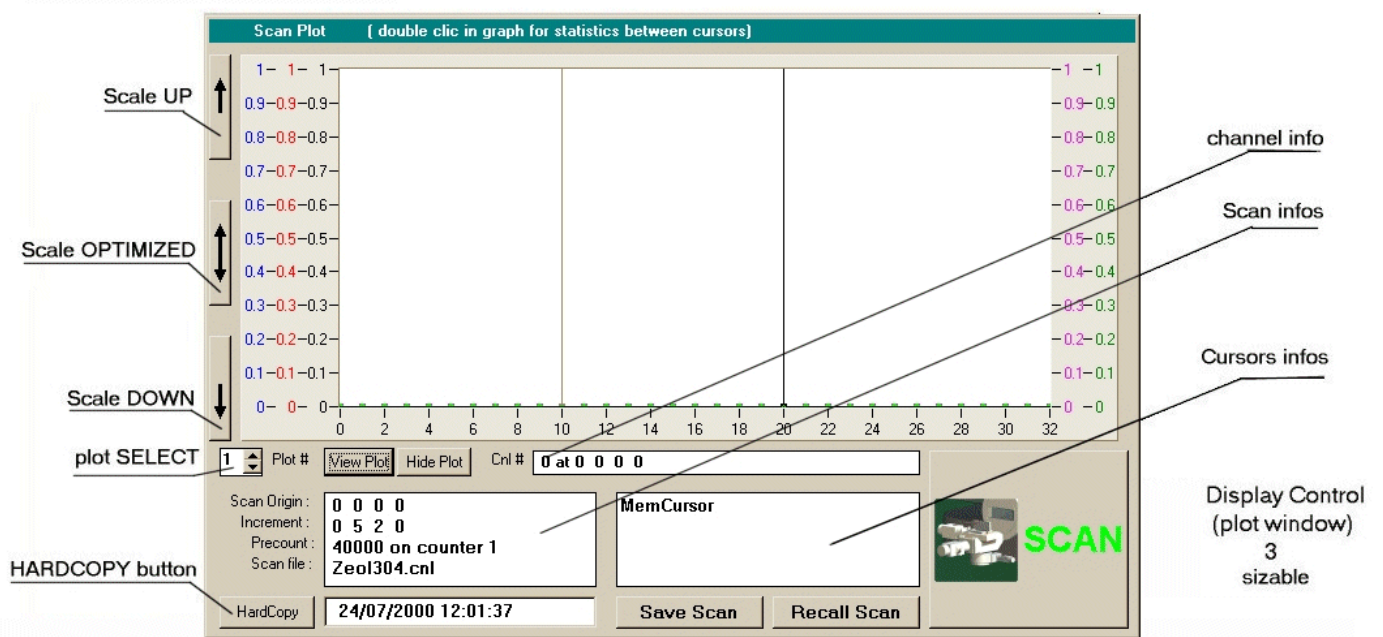 Scan Plot ( double clic in graph for statistics between cursors)
Scale UP
Scale OPTIMIZED
Scale DOWN
plot SELECT
HARDCOPY button
1 1 1 1 1
0.9 0.9 0.9 0.9 0.9
0.8 0.8 0.8 0.8 0.8
0.7 0.7 0.7 0.7 0.7
0.6 0.6 0.6 0.6 0.6
0.5 0.5 0.5 0.5 0.5
0.4 0.4 0.4 0.4 0.4
0.3 0.3 0.3 0.3 0.3
0.2 0.2 0.2 0.2 0.2
0.1 0.1 0.1 0.1 0.1
0 0 0 0 0
0 2 4 6 8 10 12 14 16 18 20 22 24 26 28 30 32
channel info
Scan infos
Cursors infos
1 Plot # View Plot Hide Plot Cnl # 0 at 0 0 0 0
Scan Origin : 0 0 0 0
Increment : 0 5 2 0
Precount : 40000 on counter 1
Scan file : Zeol304.cnl
MemCursor
SCAN
HardCopy 24/07/2000 12:01:37 Save Scan Recall Scan
Display Control
(plot window)
3
sizable